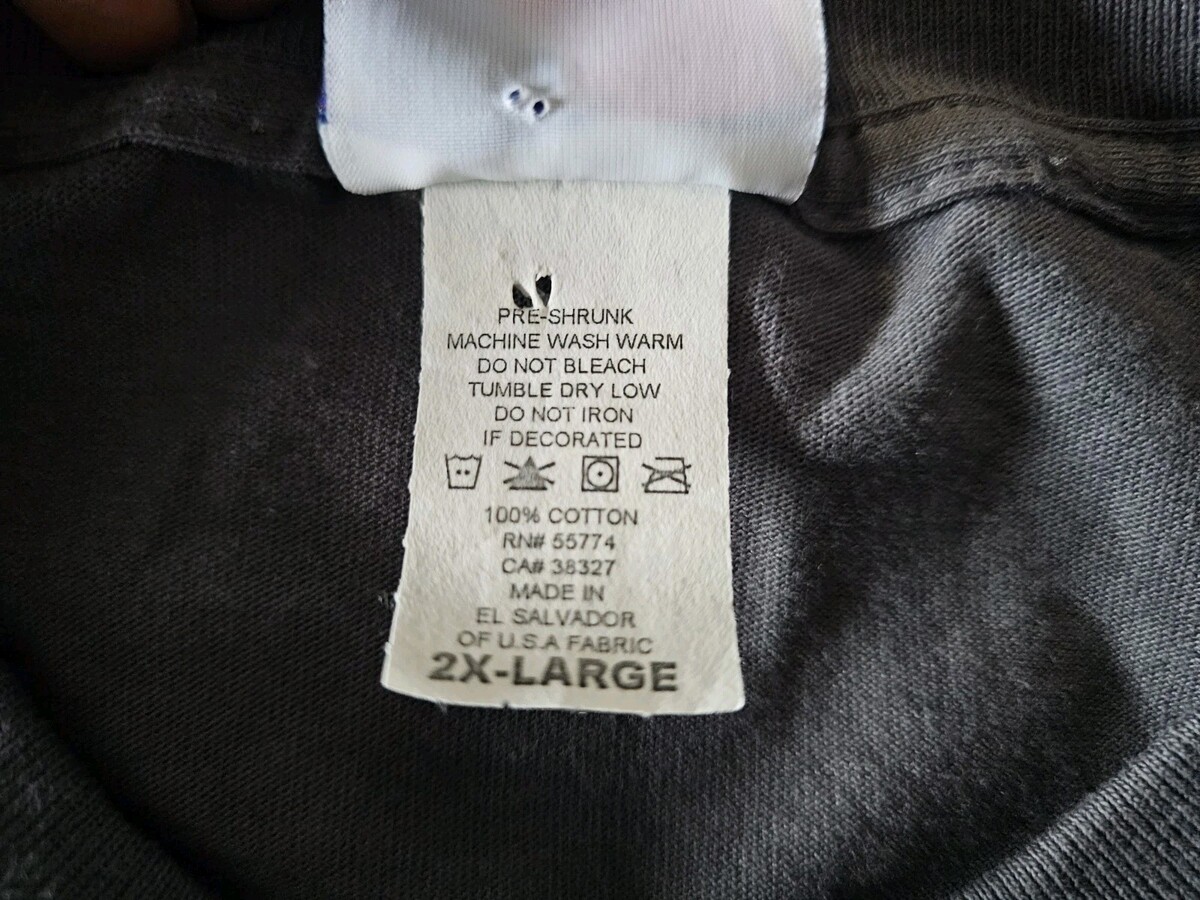 PRE-SHRUNK
MACHINE WASH WARM
DO NOT BLEACH
TUMBLE DRY LOW
DO NOT IRON
IF DECORATED
100% COTTON
RN# 55774
CA# 38327
MADE IN
EL SALVADOR
OF U.S.A FABRIC
2X-LARGE